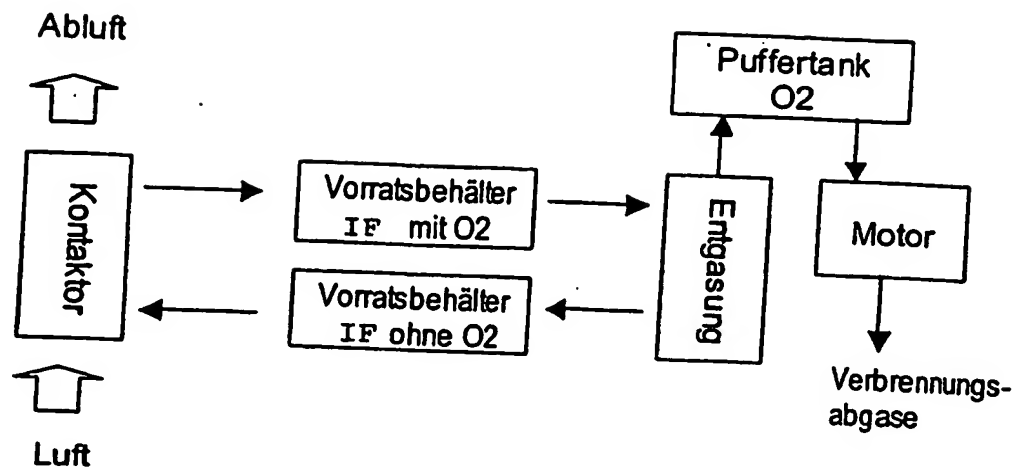 Abluft
Puffertank
O2
Kontaktor
Vorratsbehälter
IF mit O2
Entgasung
Motor
Vorratsbehälter
IF ohne O2
Verbrennungs-
abgase
Luft